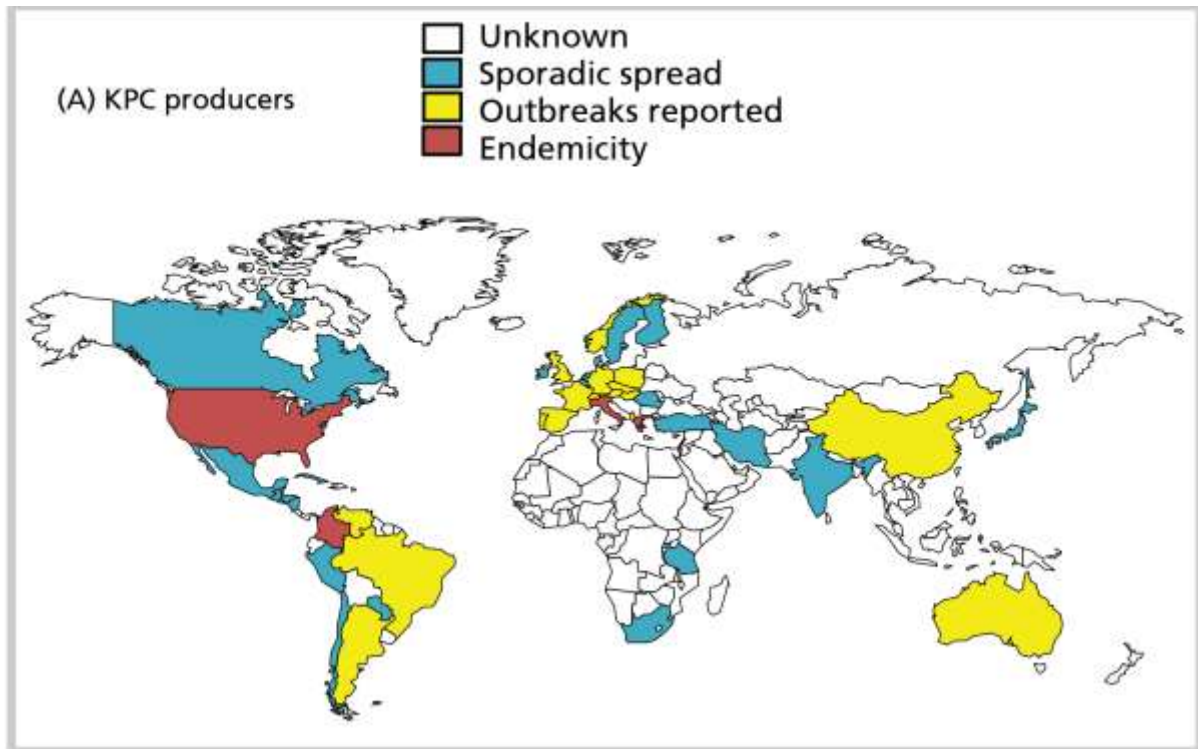 Unknown
Sporadic spread
(A) KPC producers
Outbreaks reported
Endemicity